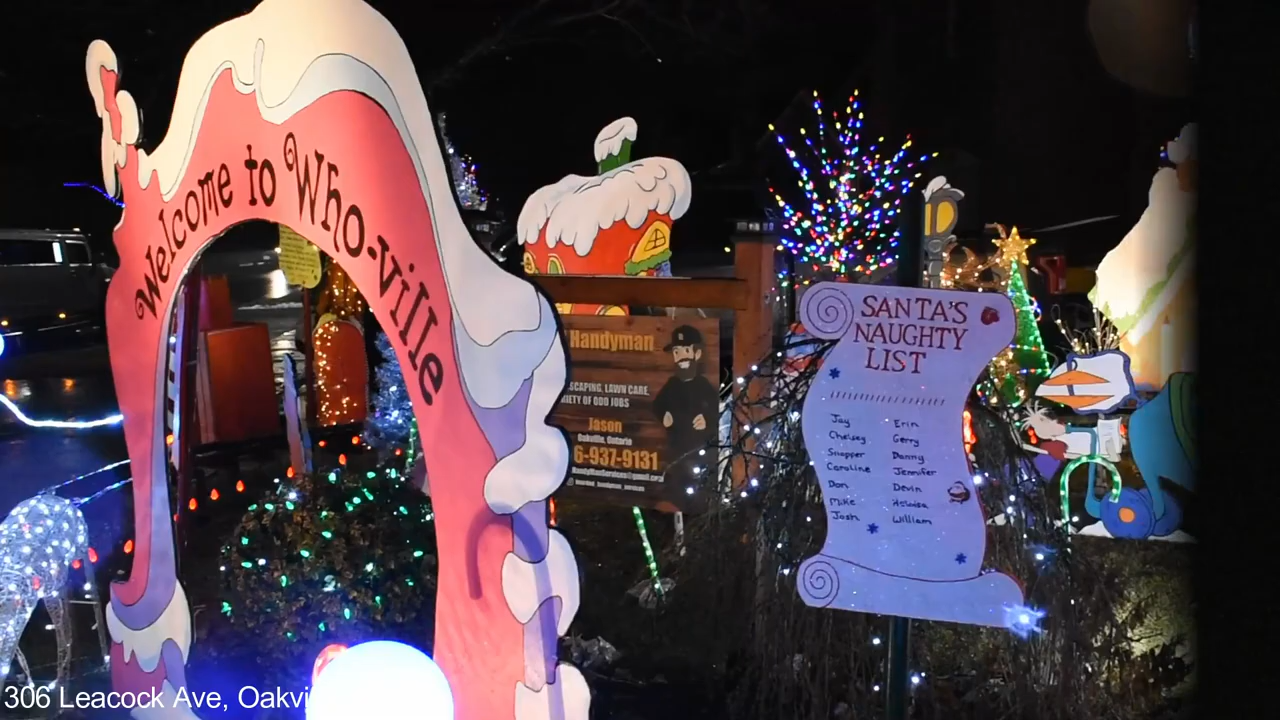 Welcome to Who-ville
Handyman
SCAPING, LAWN CARE,
IETY OF ODD JOBS
Jason
Oakville, Ontario
6-937-9131
SANTA'S
NAUGHTY
LIST
Jay Erin
Chelsey Gerry
Snapper Danny
Caroline Jennifer
Don Devin
Mike Heloisa
Josh William
306 Leacock Ave, Oakvi